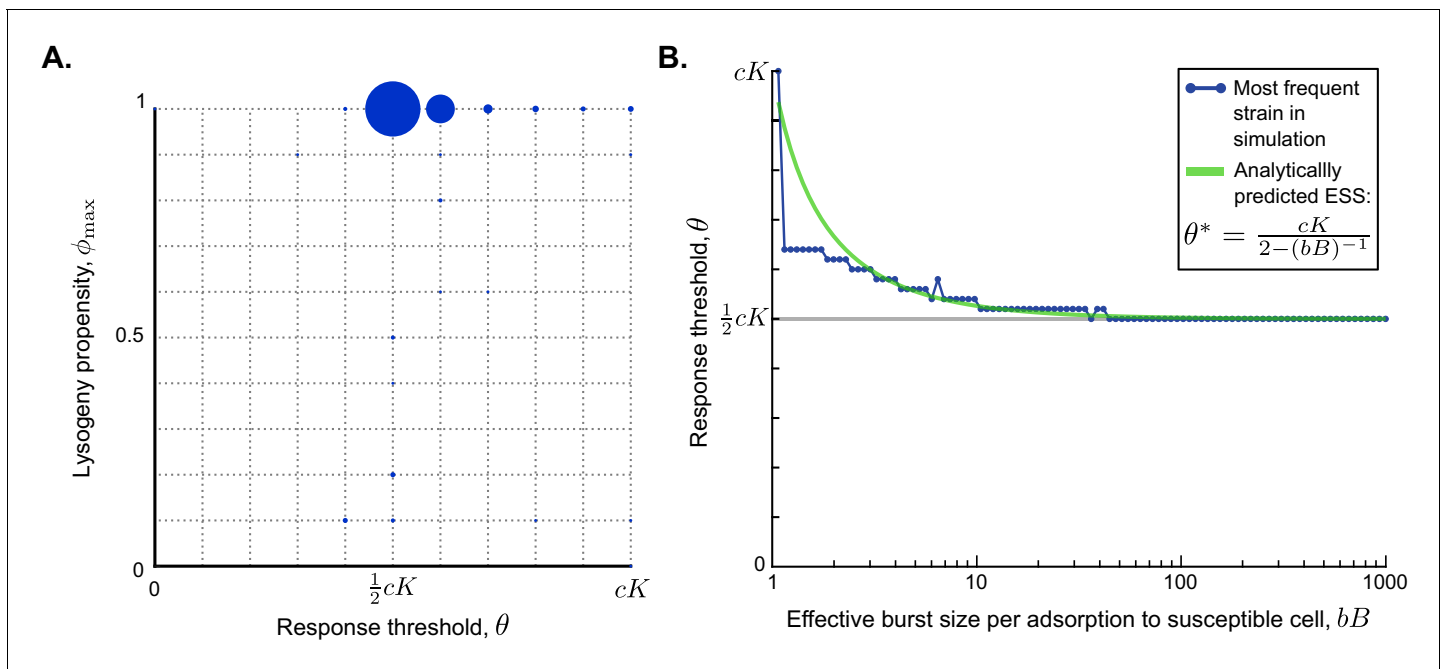 A.
1
0.5
0
0
½cK
cK
Response threshold, θ
Lysogeny propensity, ϕmax
B.
cK
½cK
0
1
10
100
1000
Response threshold, θ
Effective burst size per adsorption to susceptible cell, bB
Most frequent
strain in
simulation
Analyticallly
predicted ESS:
θ* = cK / 2−(bB)⁻¹